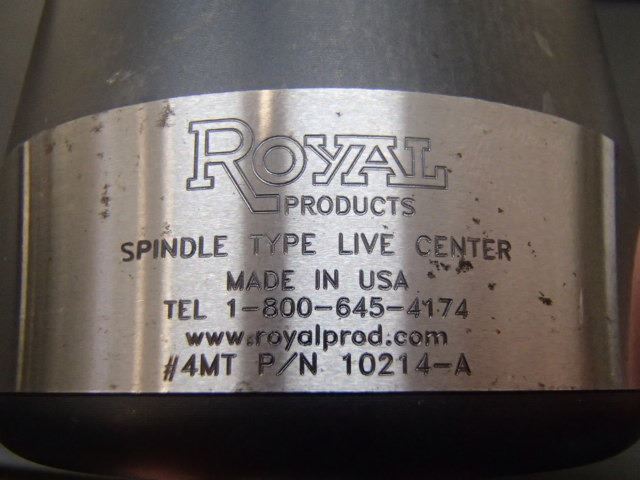 ROYAL
PRODUCTS
SPINDLE TYPE LIVE CENTER
MADE IN USA
TEL 1-800-645-4174
www.royalprod.com
#4MT P/N 10214-A